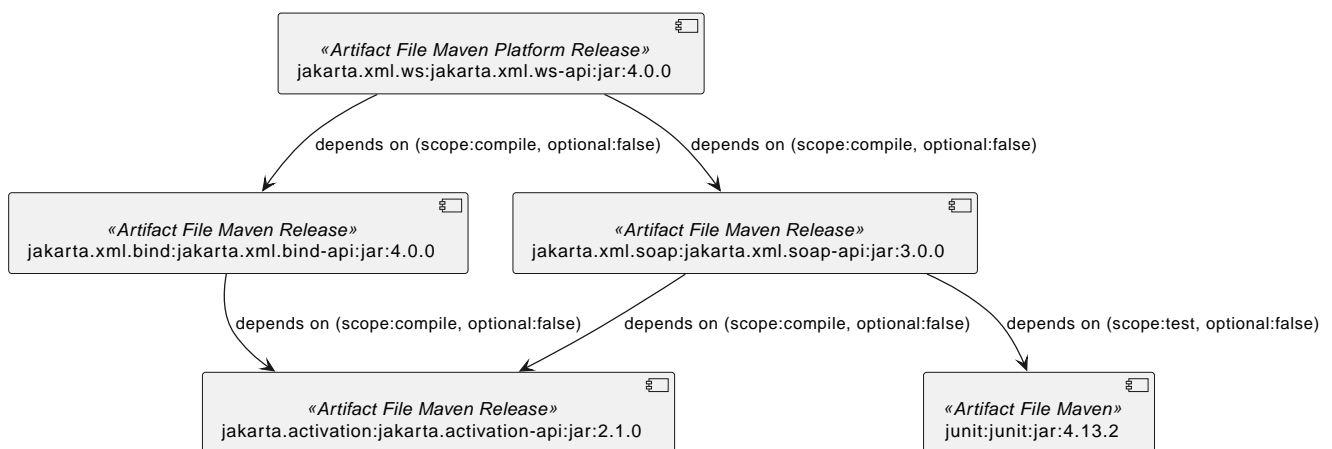 «Artifact File Maven Platform Release»
jakarta.xml.ws:jakarta.xml.ws-api:jar:4.0.0
depends on (scope:compile, optional:false)
depends on (scope:compile, optional:false)
«Artifact File Maven Release»
jakarta.xml.bind:jakarta.xml.bind-api:jar:4.0.0
«Artifact File Maven Release»
jakarta.xml.soap:jakarta.xml.soap-api:jar:3.0.0
depends on (scope:compile, optional:false)
depends on (scope:compile, optional:false)
depends on (scope:test, optional:false)
«Artifact File Maven Release»
jakarta.activation:jakarta.activation-api:jar:2.1.0
«Artifact File Maven»
junit:junit:jar:4.13.2